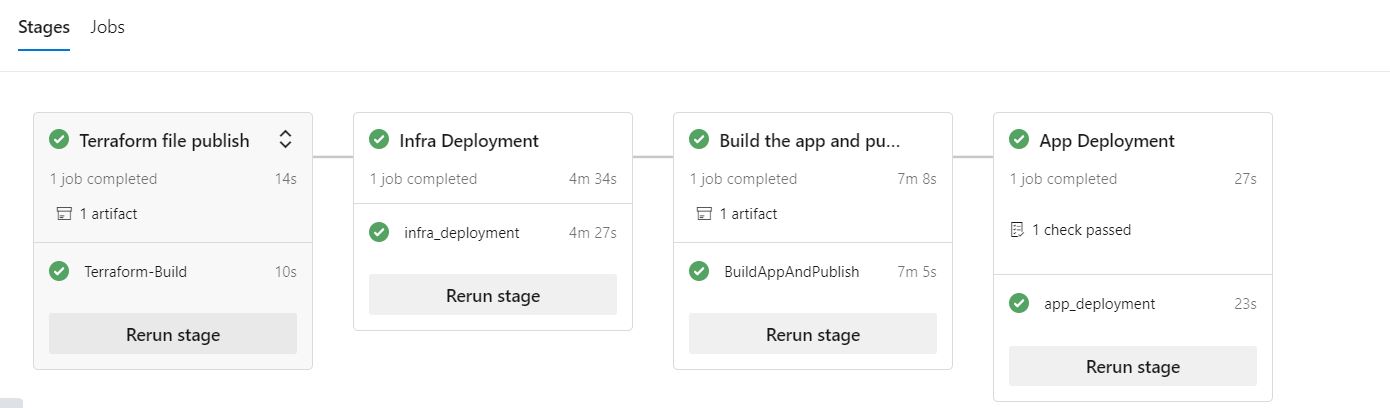 Stages Jobs
Terraform file publish
1 job completed 14s
1 artifact
Terraform-Build 10s
Rerun stage
Infra Deployment
1 job completed 4m 34s
infra_deployment 4m 27s
Rerun stage
Build the app and pu...
1 job completed 7m 8s
1 artifact
BuildAppAndPublish 7m 5s
Rerun stage
App Deployment
1 job completed 27s
1 check passed
app_deployment 23s
Rerun stage